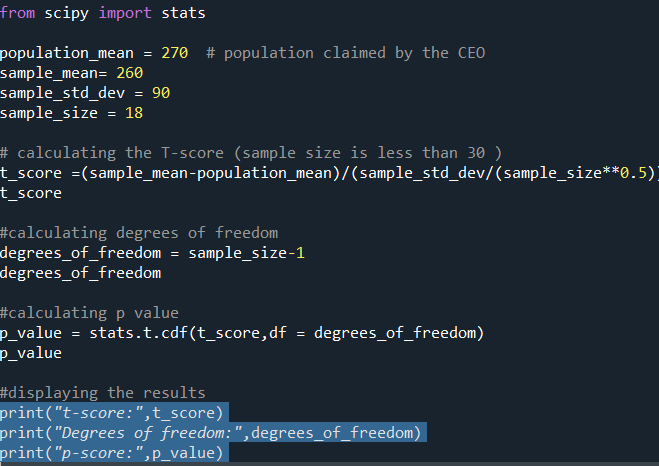 from scipy import stats
population_mean = 270  # population claimed by the CEO
sample_mean= 260
sample_std_dev = 90
sample_size = 18
# calculating the T-score (sample size is less than 30 )
t_score =(sample_mean-population_mean)/(sample_std_dev/(sample_size**0.5))
t_score
#calculating degrees of freedom
degrees_of_freedom = sample_size-1
degrees_of_freedom
#calculating p value
p_value = stats.t.cdf(t_score,df = degrees_of_freedom)
p_value
#displaying the results
print("t-score:",t_score)
print("Degrees of freedom:",degrees_of_freedom)
print("p-score:",p_value)